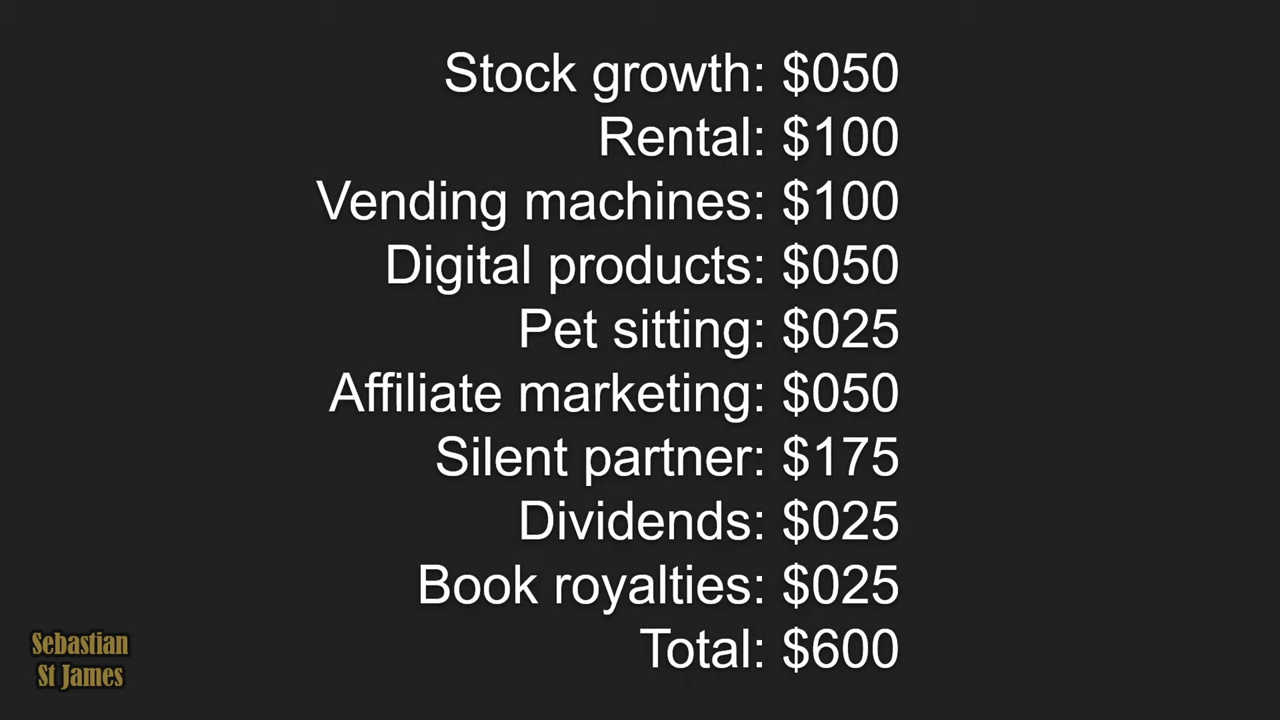 Stock growth: $050
Rental: $100
Vending machines: $100
Digital products: $050
Pet sitting: $025
Affiliate marketing: $050
Silent partner: $175
Dividends: $025
Book royalties: $025
Total: $600
Sebastian
St James